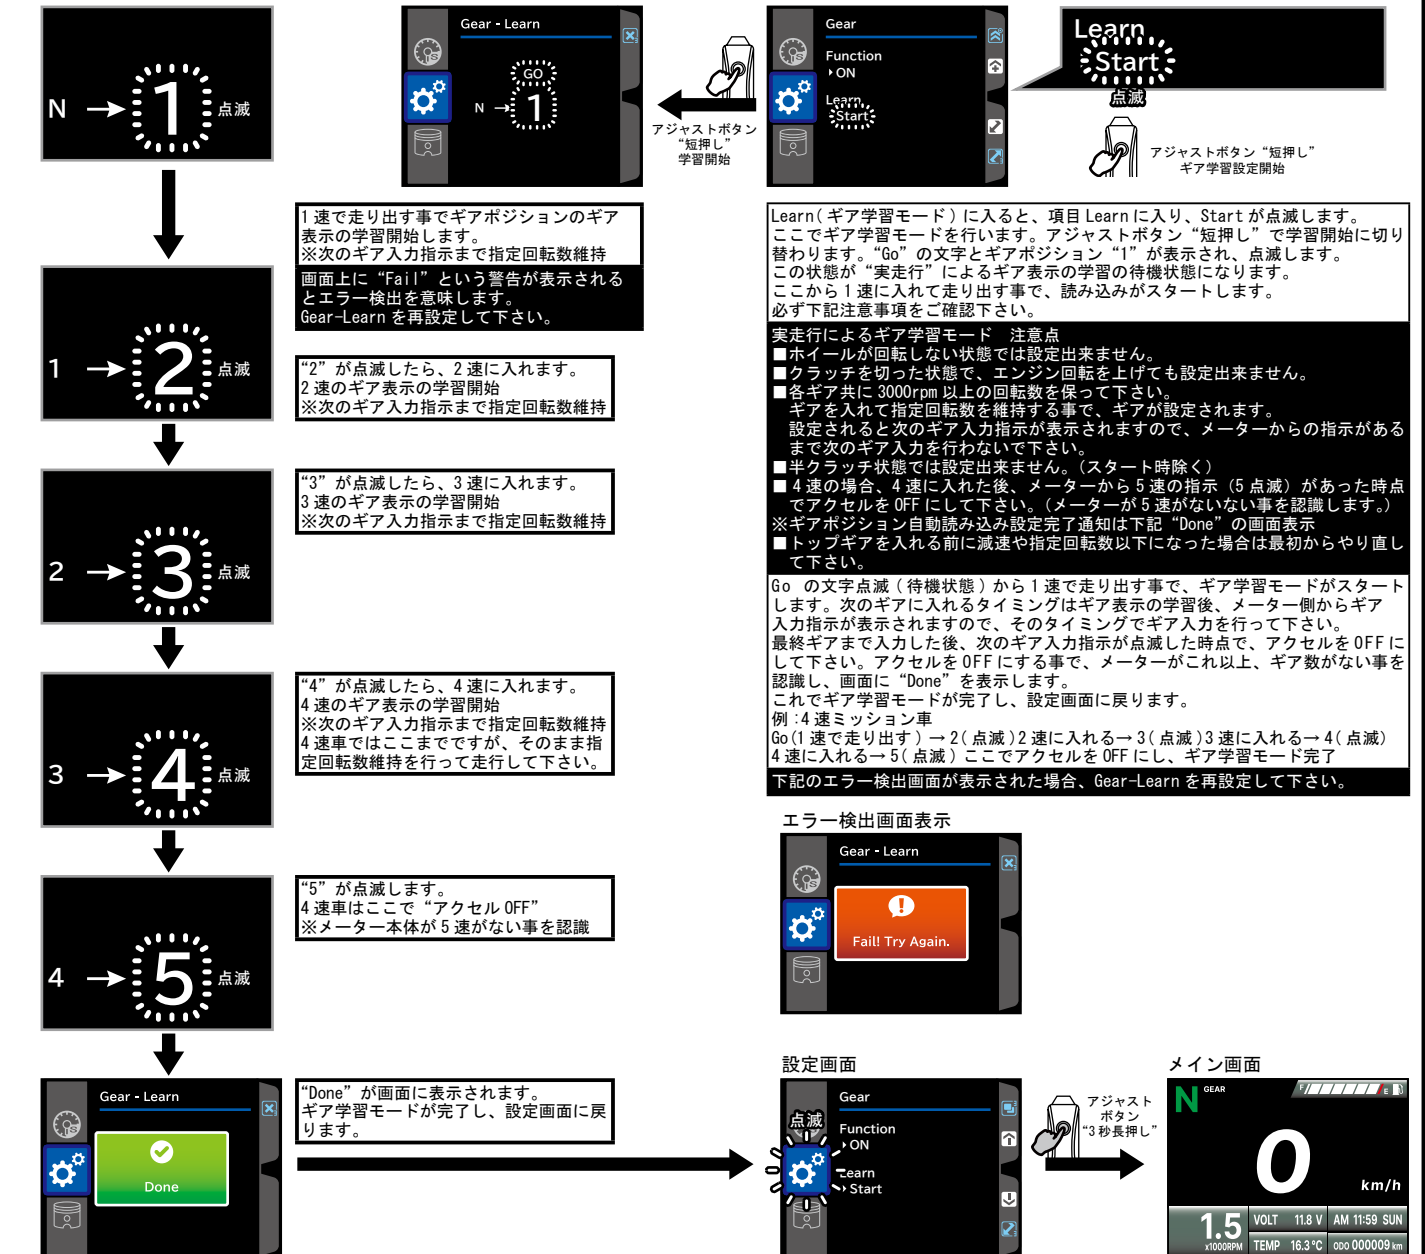 Learn
Start
点滅
アジャストボタン“短押し”
ギア学習設定開始
Gear
Function
ON
Learn
Start
アジャストボタン
“短押し”
学習開始
Gear - Learn
GO
N → 1
N → 1 点滅
Learn(ギア学習モード)に入ると、項目 Learn に入り、Start が点滅します。
ここでギア学習モードを行います。アジャストボタン“短押し”で学習開始に切り
替わります。“Go”の文字とギアポジション“1”が表示され、点滅します。
この状態が“実走行”によるギア表示の学習の待機状態になります。
ここから1速に入れて走り出す事で、読み込みがスタートします。
必ず下記注意事項をご確認下さい。
実走行によるギア学習モード 注意点
■ホイールが回転しない状態では設定出来ません。
■クラッチを切った状態で、エンジン回転を上げても設定出来ません。
■各ギア共に 3000rpm 以上の回転数を保って下さい。
ギアを入れて指定回転数を維持する事で、ギアが設定されます。
設定されると次のギア入力指示が表示されますので、メーターからの指示がある
まで次のギア入力を行わないで下さい。
■半クラッチ状態では設定出来ません。(スタート時除く)
■4速の場合、4速に入れた後、メーターから5速の指示(5点滅)があった時点
でアクセルを OFF にして下さい。(メーターが5速がないない事を認識します。)
※ギアポジション自動読み込み設定完了通知は下記“Done”の画面表示
■トップギアを入れる前に減速や指定回転数以下になった場合は最初からやり直し
て下さい。
Go の文字点滅(待機状態)から1速で走り出す事で、ギア学習モードがスタート
します。次のギアに入れるタイミングはギア表示の学習後、メーター側からギア
入力指示が表示されますので、そのタイミングでギア入力を行って下さい。
最終ギアまで入力した後、次のギア入力指示が点滅した時点で、アクセルを OFF に
して下さい。アクセルを OFF にする事で、メーターがこれ以上、ギア数がない事を
認識し、画面に“Done”を表示します。
これでギア学習モードが完了し、設定画面に戻ります。
例:4速ミッション車
Go(1速で走り出す)→2(点滅)2速に入れる→3(点滅)3速に入れる→4(点滅)
4速に入れる→5(点滅)ここでアクセルを OFF にし、ギア学習モード完了
下記のエラー検出画面が表示された場合、Gear-Learn を再設定して下さい。
1速で走り出す事でギアポジションのギア
表示の学習開始します。
※次のギア入力指示まで指定回転数維持
画面上に“Fail”という警告が表示される
とエラー検出を意味します。
Gear-Learn を再設定して下さい。
1 → 2 点滅
“2”が点滅したら、2速に入れます。
2速のギア表示の学習開始
※次のギア入力指示まで指定回転数維持
2 → 3 点滅
“3”が点滅したら、3速に入れます。
3速のギア表示の学習開始
※次のギア入力指示まで指定回転数維持
3 → 4 点滅
“4”が点滅したら、4速に入れます。
4速のギア表示の学習開始
※次のギア入力指示まで指定回転数維持
4速車ではここまでですが、そのまま指
定回転数維持を行って走行して下さい。
4 → 5 点滅
“5”が点滅します。
4速車はここで“アクセル OFF”
※メーター本体が5速がない事を認識
エラー検出画面表示
Gear - Learn
Fail! Try Again.
Gear - Learn
Done
“Done”が画面に表示されます。
ギア学習モードが完了し、設定画面に戻
ります。
設定画面
点滅
Gear
Function
ON
Learn
Start
アジャスト
ボタン
“3秒長押し”
メイン画面
N GEAR
F E
0
km/h
1.5
x1000RPM
VOLT 11.8 V AM 11:59 SUN
TEMP 16.3℃ ODO 000009 km